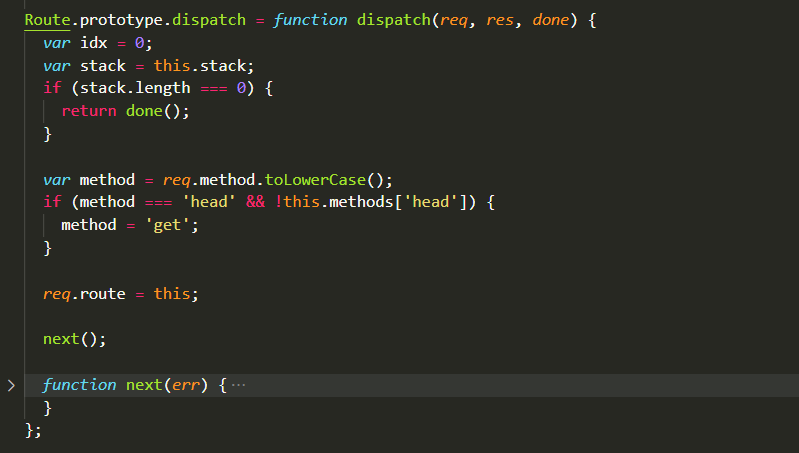 Route.prototype.dispatch = function dispatch(req, res, done) {
  var idx = 0;
  var stack = this.stack;
  if (stack.length === 0) {
    return done();
  }

  var method = req.method.toLowerCase();
  if (method === 'head' && !this.methods['head']) {
    method = 'get';
  }

  req.route = this;

  next();

  function next(err) {···
  }
};